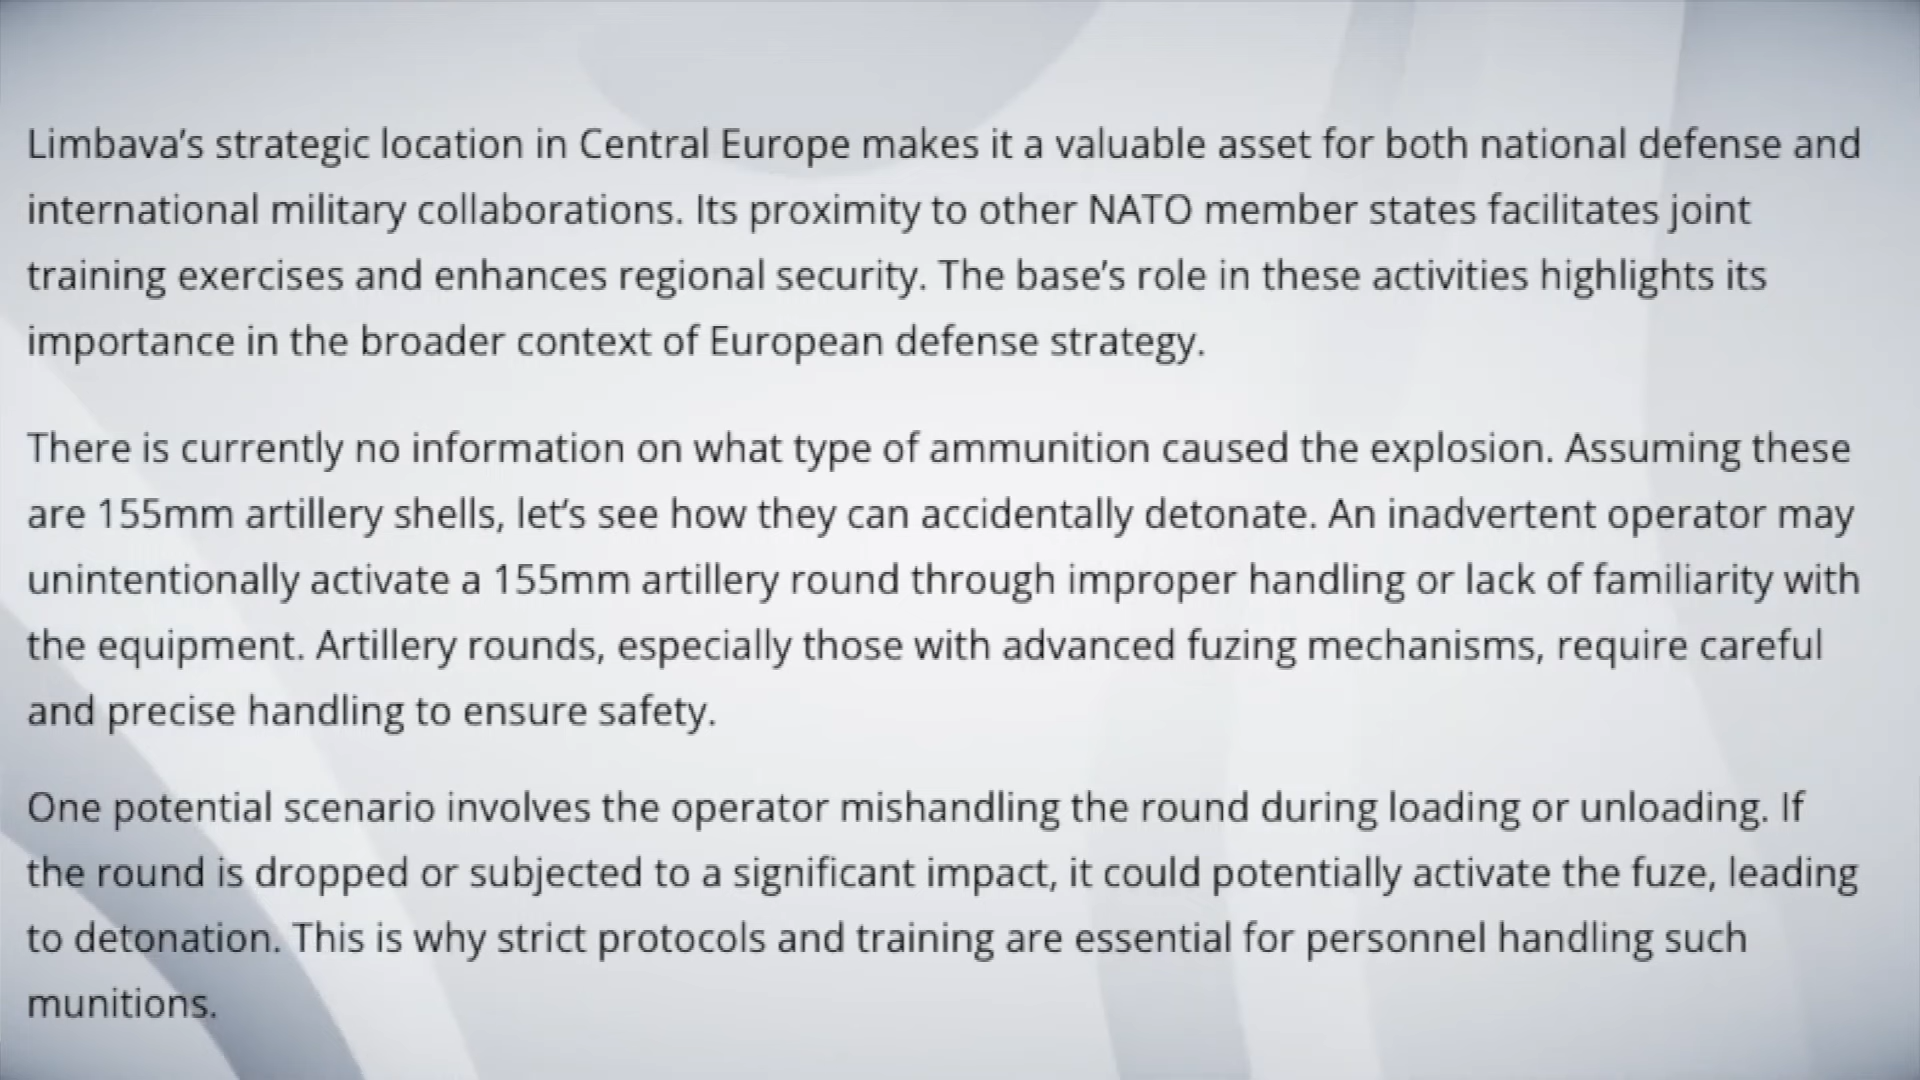 Limbava’s strategic location in Central Europe makes it a valuable asset for both national defense and
international military collaborations. Its proximity to other NATO member states facilitates joint
training exercises and enhances regional security. The base’s role in these activities highlights its
importance in the broader context of European defense strategy.
There is currently no information on what type of ammunition caused the explosion. Assuming these
are 155mm artillery shells, let’s see how they can accidentally detonate. An inadvertent operator may
unintentionally activate a 155mm artillery round through improper handling or lack of familiarity with
the equipment. Artillery rounds, especially those with advanced fuzing mechanisms, require careful
and precise handling to ensure safety.
One potential scenario involves the operator mishandling the round during loading or unloading. If
the round is dropped or subjected to a significant impact, it could potentially activate the fuze, leading
to detonation. This is why strict protocols and training are essential for personnel handling such
munitions.